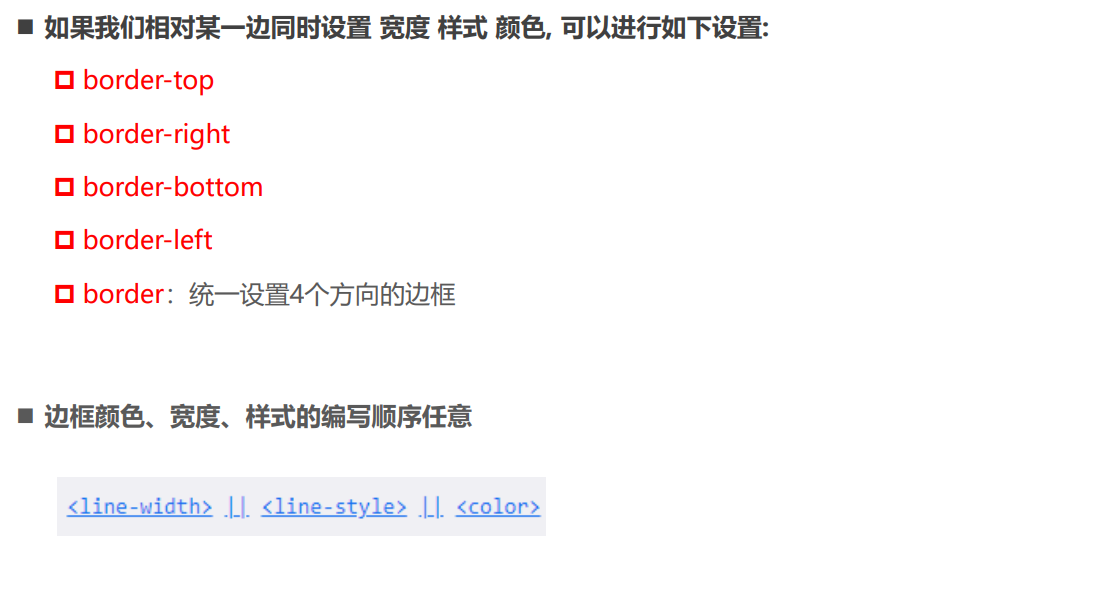 如果我们相对某一边同时设置 宽度 样式 颜色, 可以进行如下设置:
border-top
border-right
border-bottom
border-left
border：统一设置4个方向的边框
边框颜色、宽度、样式的编写顺序任意
<line-width> || <line-style> || <color>